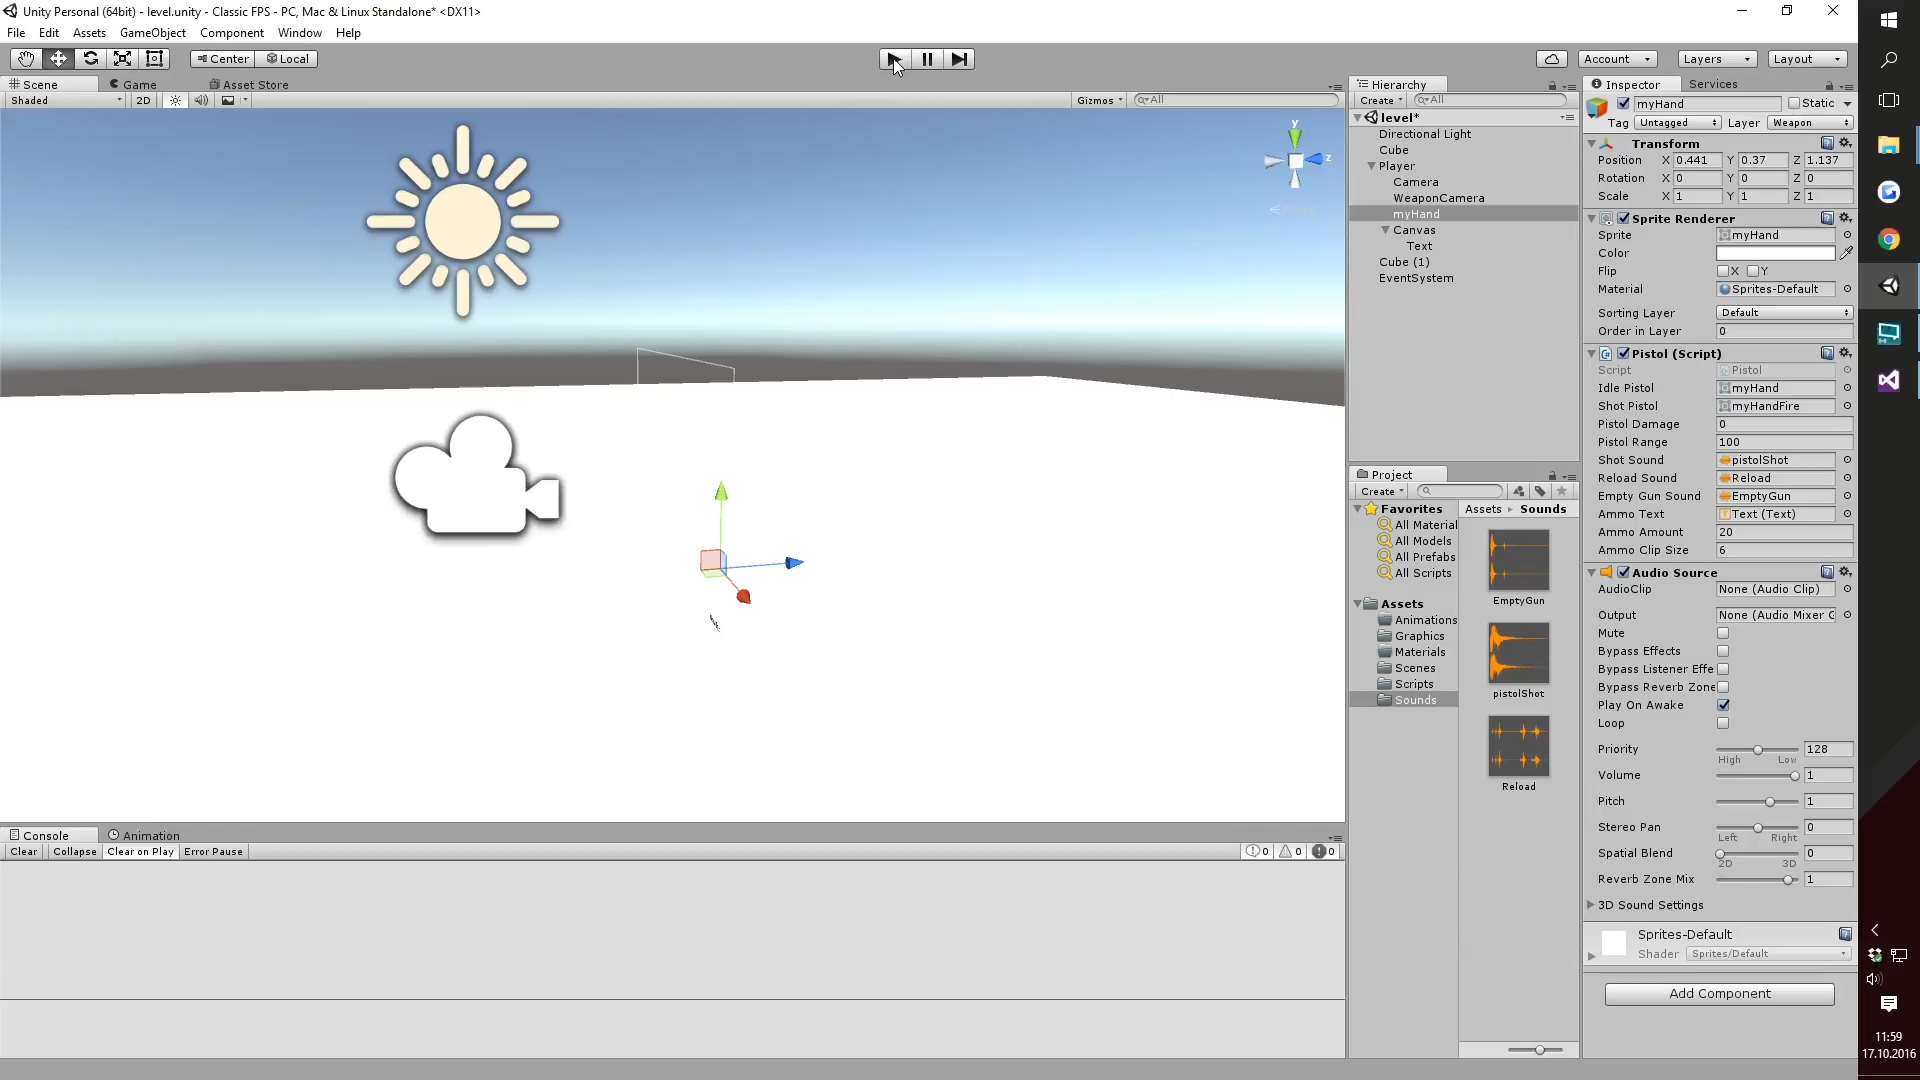 Unity Personal (64bit) - level.unity - Classic FPS - PC, Mac & Linux Standalone* <DX11>
File Edit Assets GameObject Component Window Help
Center Local Account Layers Layout
Scene Game Asset Store
Shaded 2D Gizmos All
y
z
Hierarchy
Create All
level*
Directional Light
Cube
Player
Camera
WeaponCamera
myHand
Canvas
Text
Cube (1)
EventSystem
Project
Create
Favorites
All Material
All Models
All Prefabs
All Scripts
Assets
Animations
Graphics
Materials
Scenes
Scripts
Sounds
Assets Sounds
EmptyGun
pistolShot
Reload
Inspector Services
myHand Static
Tag Untagged Layer Weapon
Transform
Position X 0.441 Y 0.37 Z 1.137
Rotation X 0 Y 0 Z 0
Scale X 1 Y 1 Z 1
Sprite Renderer
Sprite myHand
Color
Flip X Y
Material Sprites-Default
Sorting Layer Default
Order in Layer 0
Pistol (Script)
Script Pistol
Idle Pistol myHand
Shot Pistol myHandFire
Pistol Damage 0
Pistol Range 100
Shot Sound pistolShot
Reload Sound Reload
Empty Gun Sound EmptyGun
Ammo Text Text (Text)
Ammo Amount 20
Ammo Clip Size 6
Audio Source
AudioClip None (Audio Clip)
Output None (Audio Mixer G
Mute
Bypass Effects
Bypass Listener Effe
Bypass Reverb Zone
Play On Awake
Loop
Priority 128
High Low
Volume 1
Pitch 1
Stereo Pan 0
Left Right
Spatial Blend 0
2D 3D
Reverb Zone Mix 1
3D Sound Settings
Sprites-Default
Shader Sprites/Default
Add Component
Console Animation
Clear Collapse Clear on Play Error Pause 0 0 0
11:59
17.10.2016